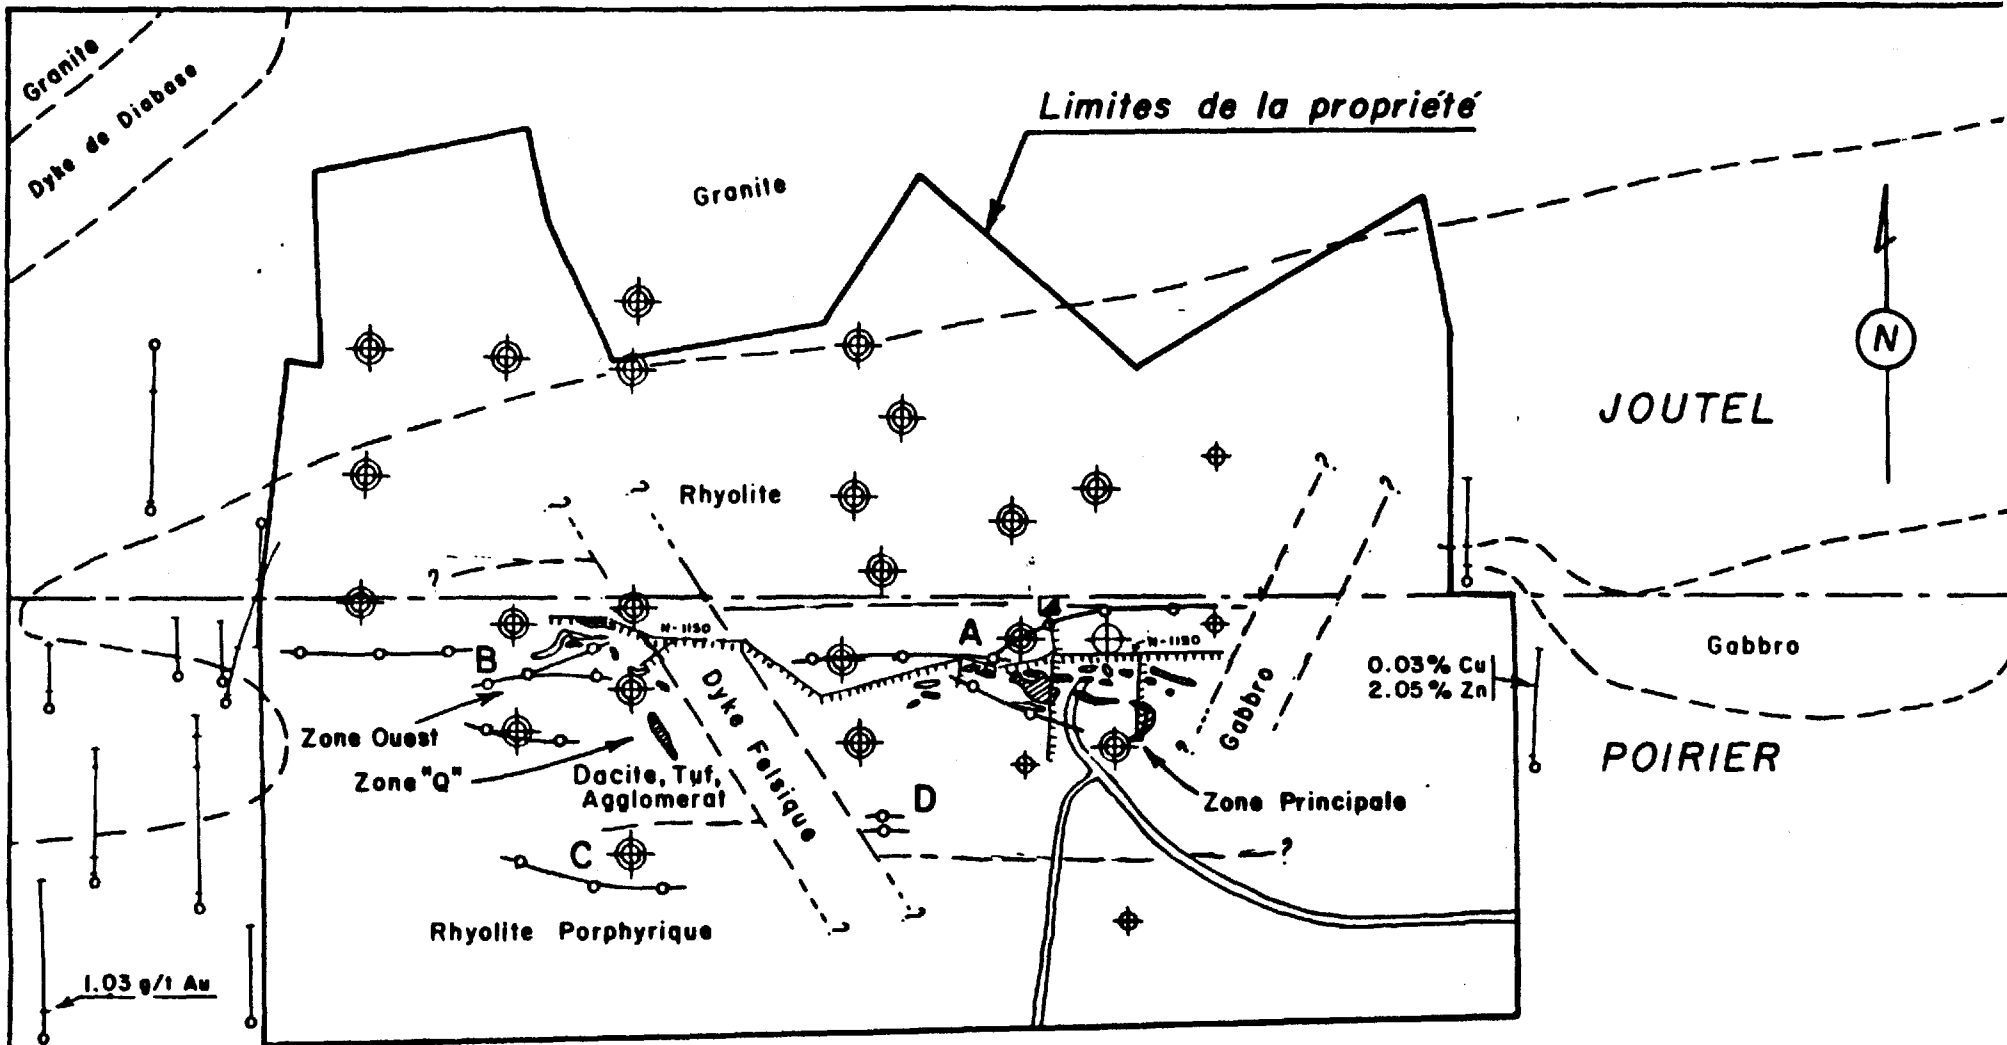 Granite
Dyke de Diabase
Limites de la propriété
Granite
N
JOUTEL
Rhyolite
?
?
?
?
?
N-1150
A
N-1150
B
Gabbro
0.03% Cu
2.05% Zn
Dyke Felsique
Gabbro
Zone Ouest
?
POIRIER
Zone "Q"
Dacite, Tuf,
Agglomerat
D
Zone Principale
C
?
?
?
Rhyolite Porphyrique
1.03 g/t Au